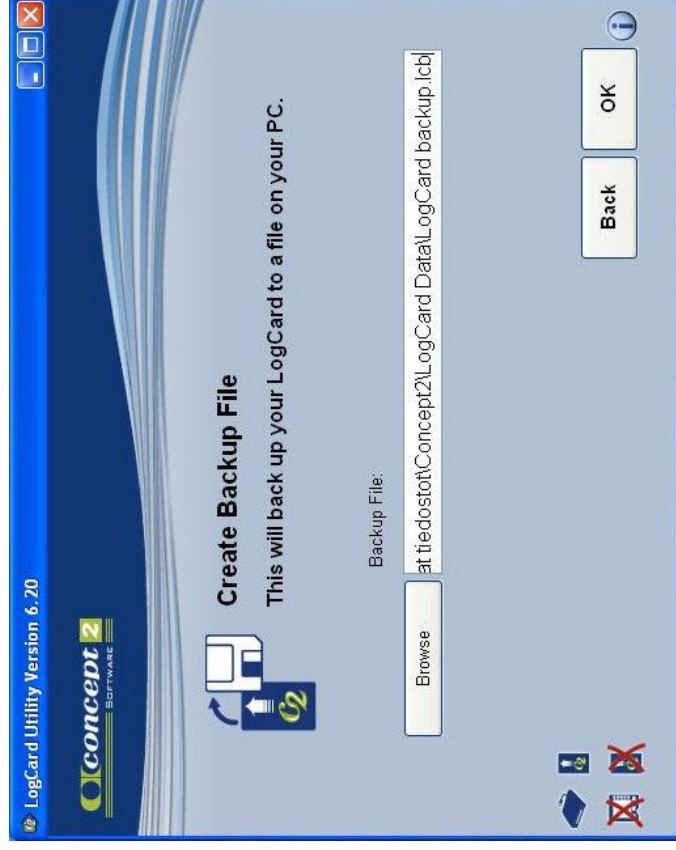 LogCard Utility Version 6.20
concept 2
SOFTWARE
Create Backup File
This will back up your LogCard to a file on your PC.
C2
Backup File:
Browse
at tiedostot\Concept2\LogCard Data\LogCard backup.lcb
Back
OK
i